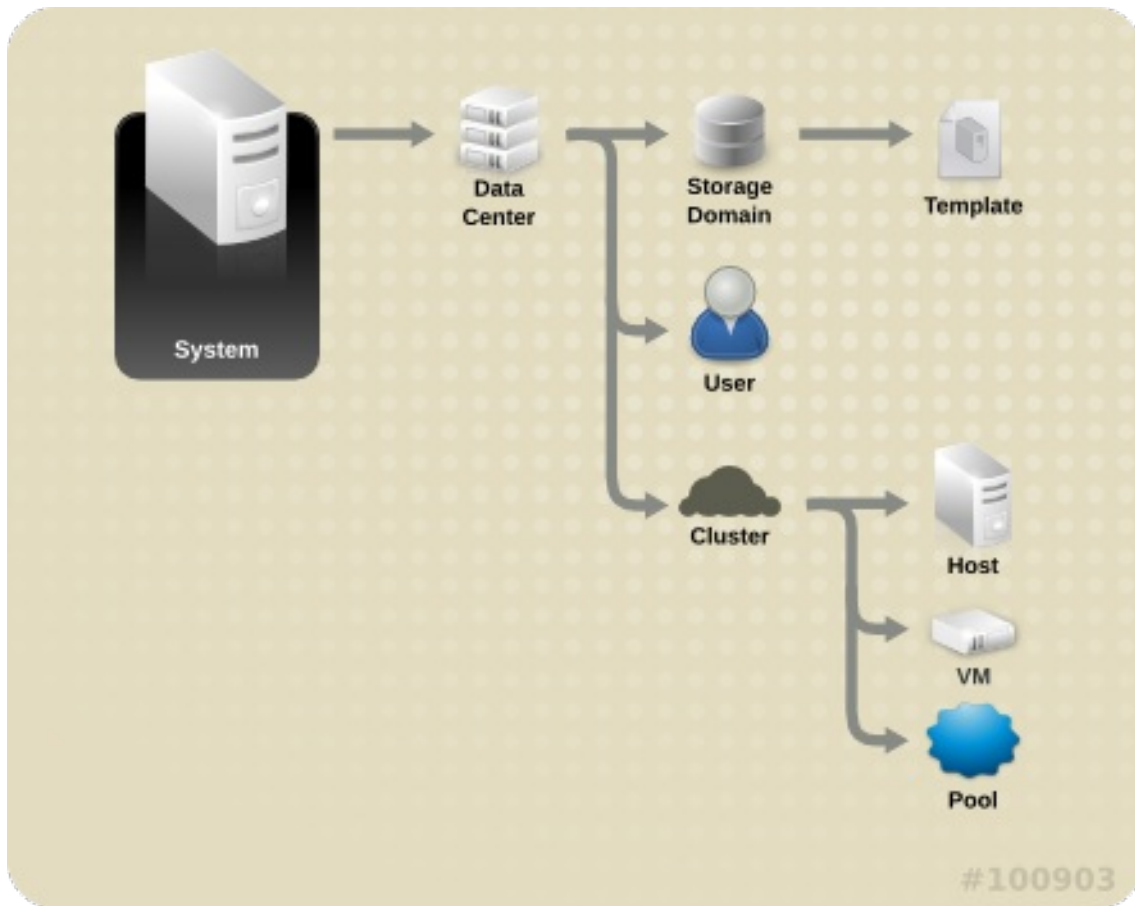 Data
Center
Storage
Domain
Template
System
User
Cluster
Host
VM
Pool
#100903